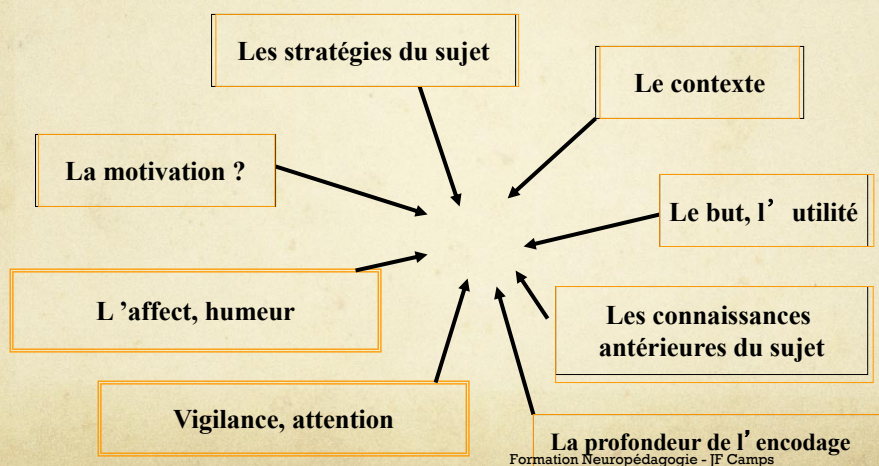 Les stratégies du sujet
Le contexte
La motivation ?
Le but, l’ utilité
L ’affect, humeur
Les connaissances
antérieures du sujet
Vigilance, attention
La profondeur de l’ encodage
Formation Neuropédagogie - JF Camps